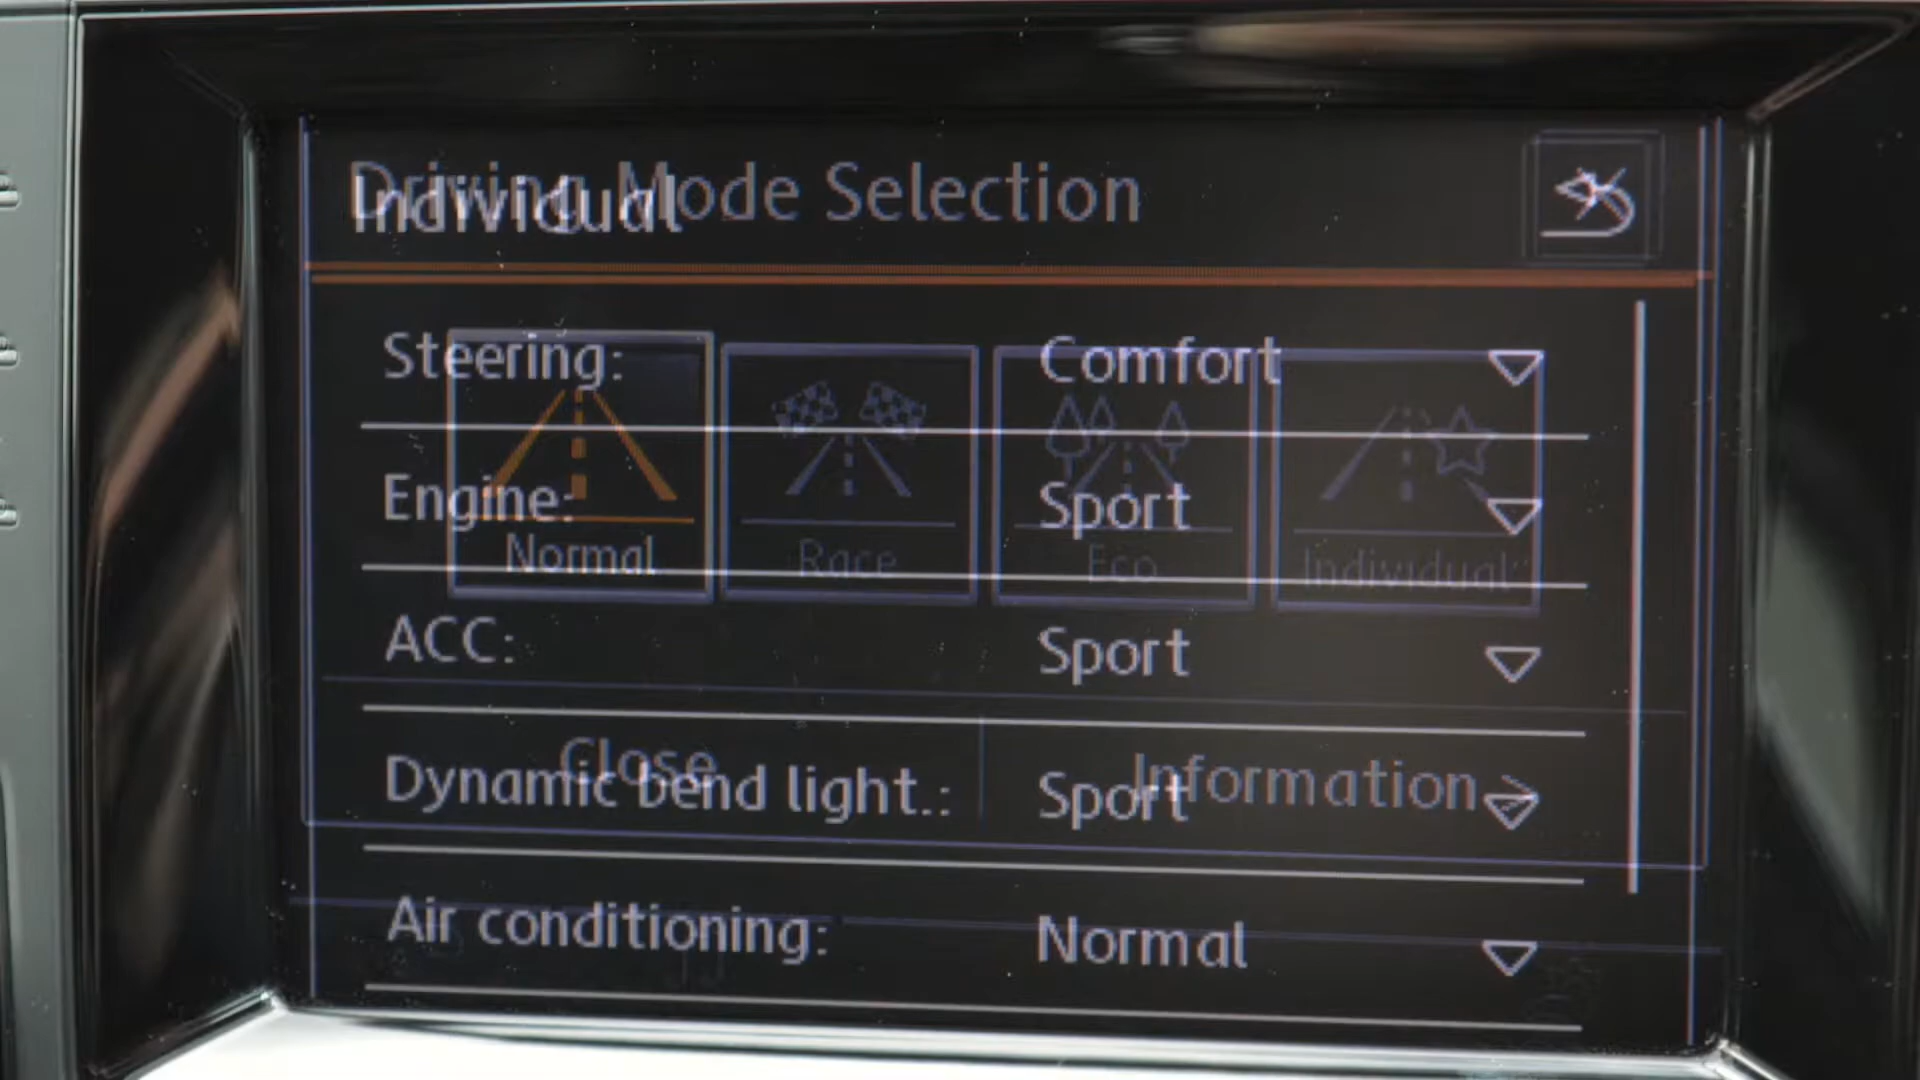 Driving Mode Selection
Individual
Steering: Comfort
Engine: Sport
Normal Race Eco Individual
ACC: Sport
Close Information
Dynamic bend light.: Sport
Air conditioning: Normal